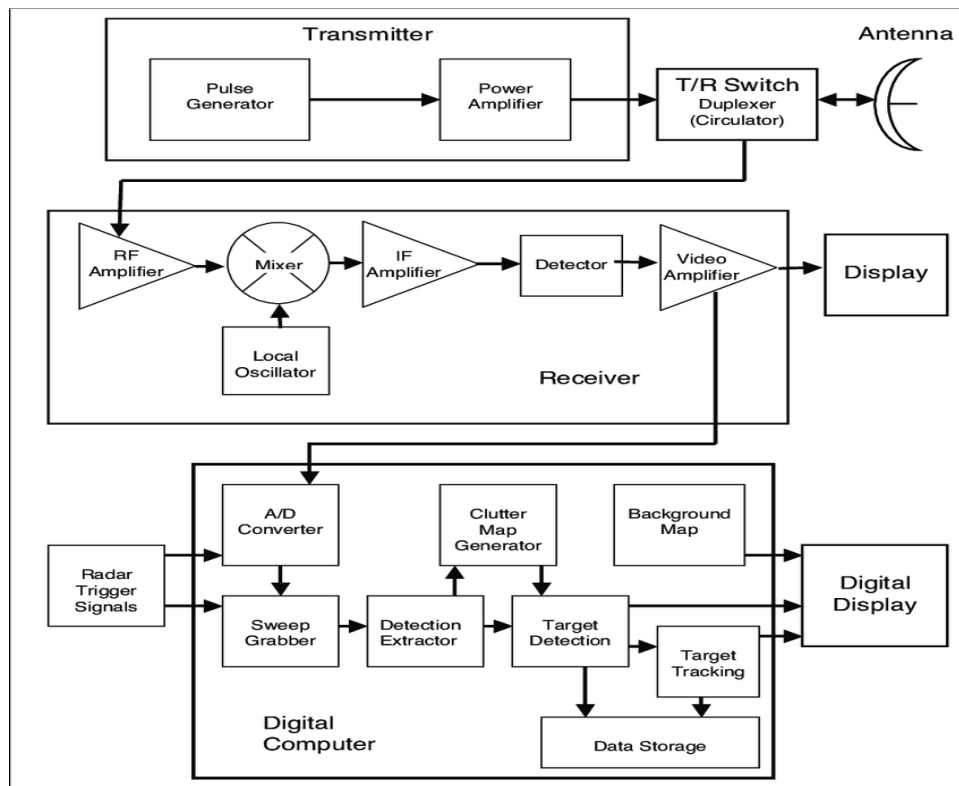 Transmitter
Antenna
Pulse
Generator
Power
Amplifier
T/R Switch
Duplexer
(Circulator)
RF
Amplifier
Mixer
IF
Amplifier
Detector
Video
Amplifier
Display
Local
Oscillator
Receiver
A/D
Converter
Clutter
Map
Generator
Background
Map
Radar
Trigger
Signals
Sweep
Grabber
Detection
Extractor
Target
Detection
Target
Tracking
Digital
Display
Digital
Computer
Data Storage